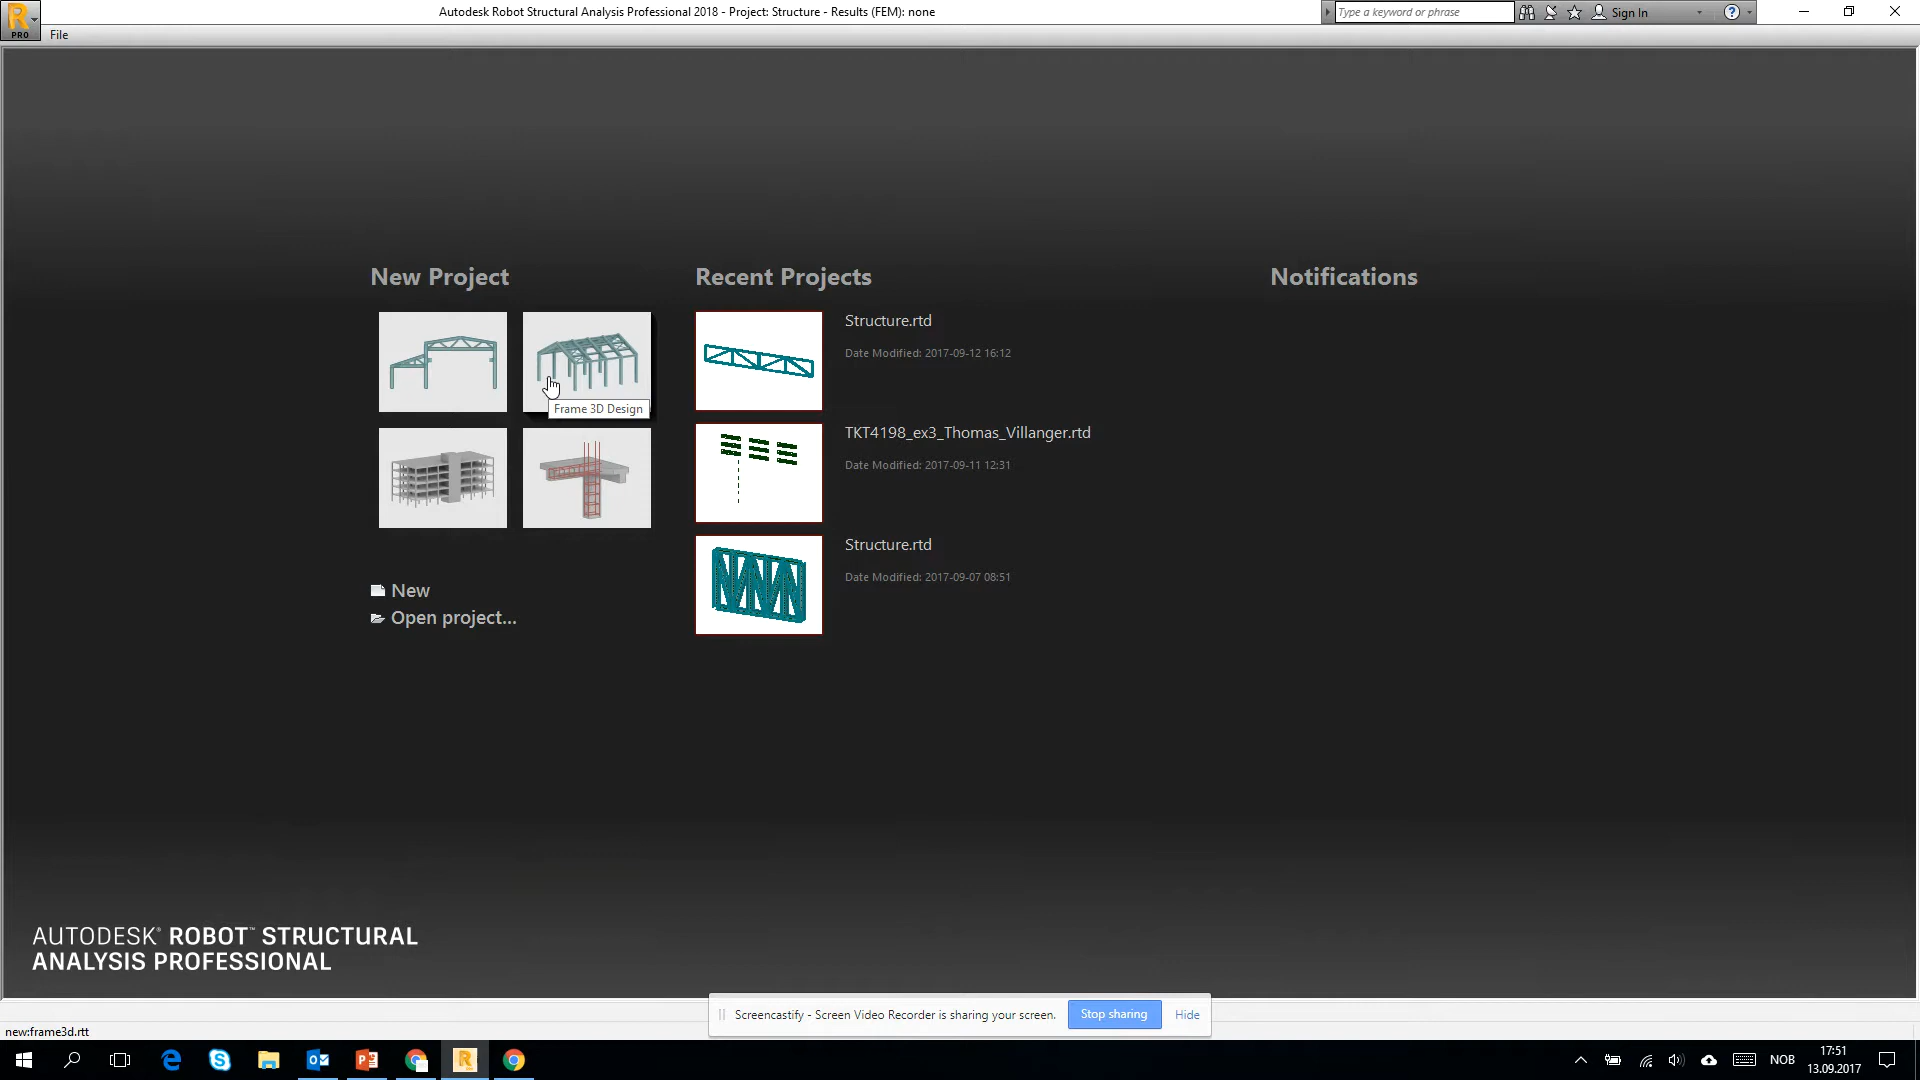 Autodesk Robot Structural Analysis Professional 2018 - Project: Structure - Results (FEM): none
Type a keyword or phrase
Sign In
?
PRO
File
New Project
Recent Projects
Notifications
Frame 3D Design
Structure.rtd
Date Modified: 2017-09-12 16:12
TKT4198_ex3_Thomas_Villanger.rtd
Date Modified: 2017-09-11 12:31
Structure.rtd
Date Modified: 2017-09-07 08:51
New
Open project...
AUTODESK® ROBOT™ STRUCTURAL
ANALYSIS PROFESSIONAL
Screencastify - Screen Video Recorder is sharing your screen.
Stop sharing
Hide
new:frame3d.rtt
NOB
17:51
13.09.2017